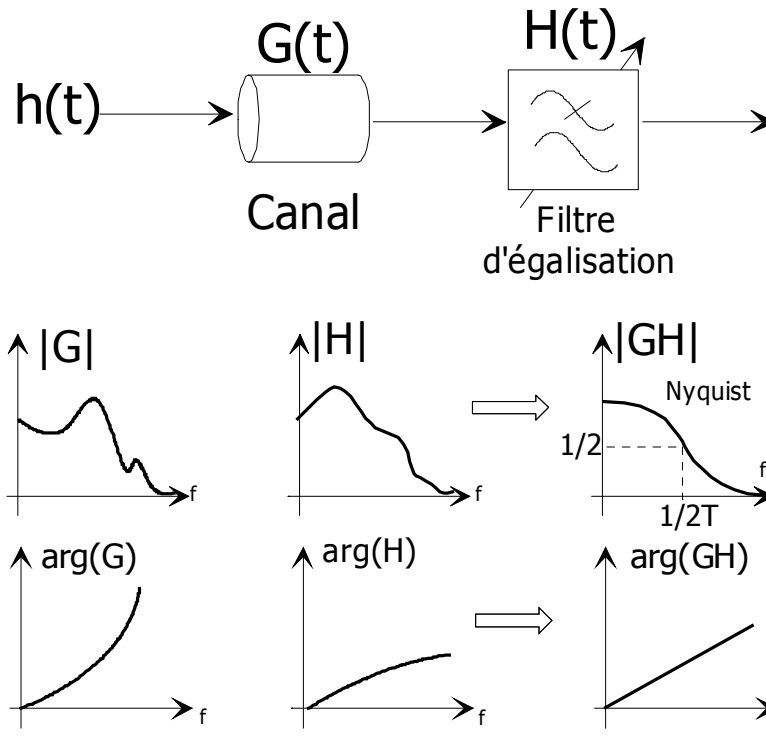 h(t)
G(t)
H(t)
Canal
Filtre
d'égalisation
|G|
f
|H|
f
|GH|
Nyquist
1/2
1/2T
f
arg(G)
f
arg(H)
f
arg(GH)
f